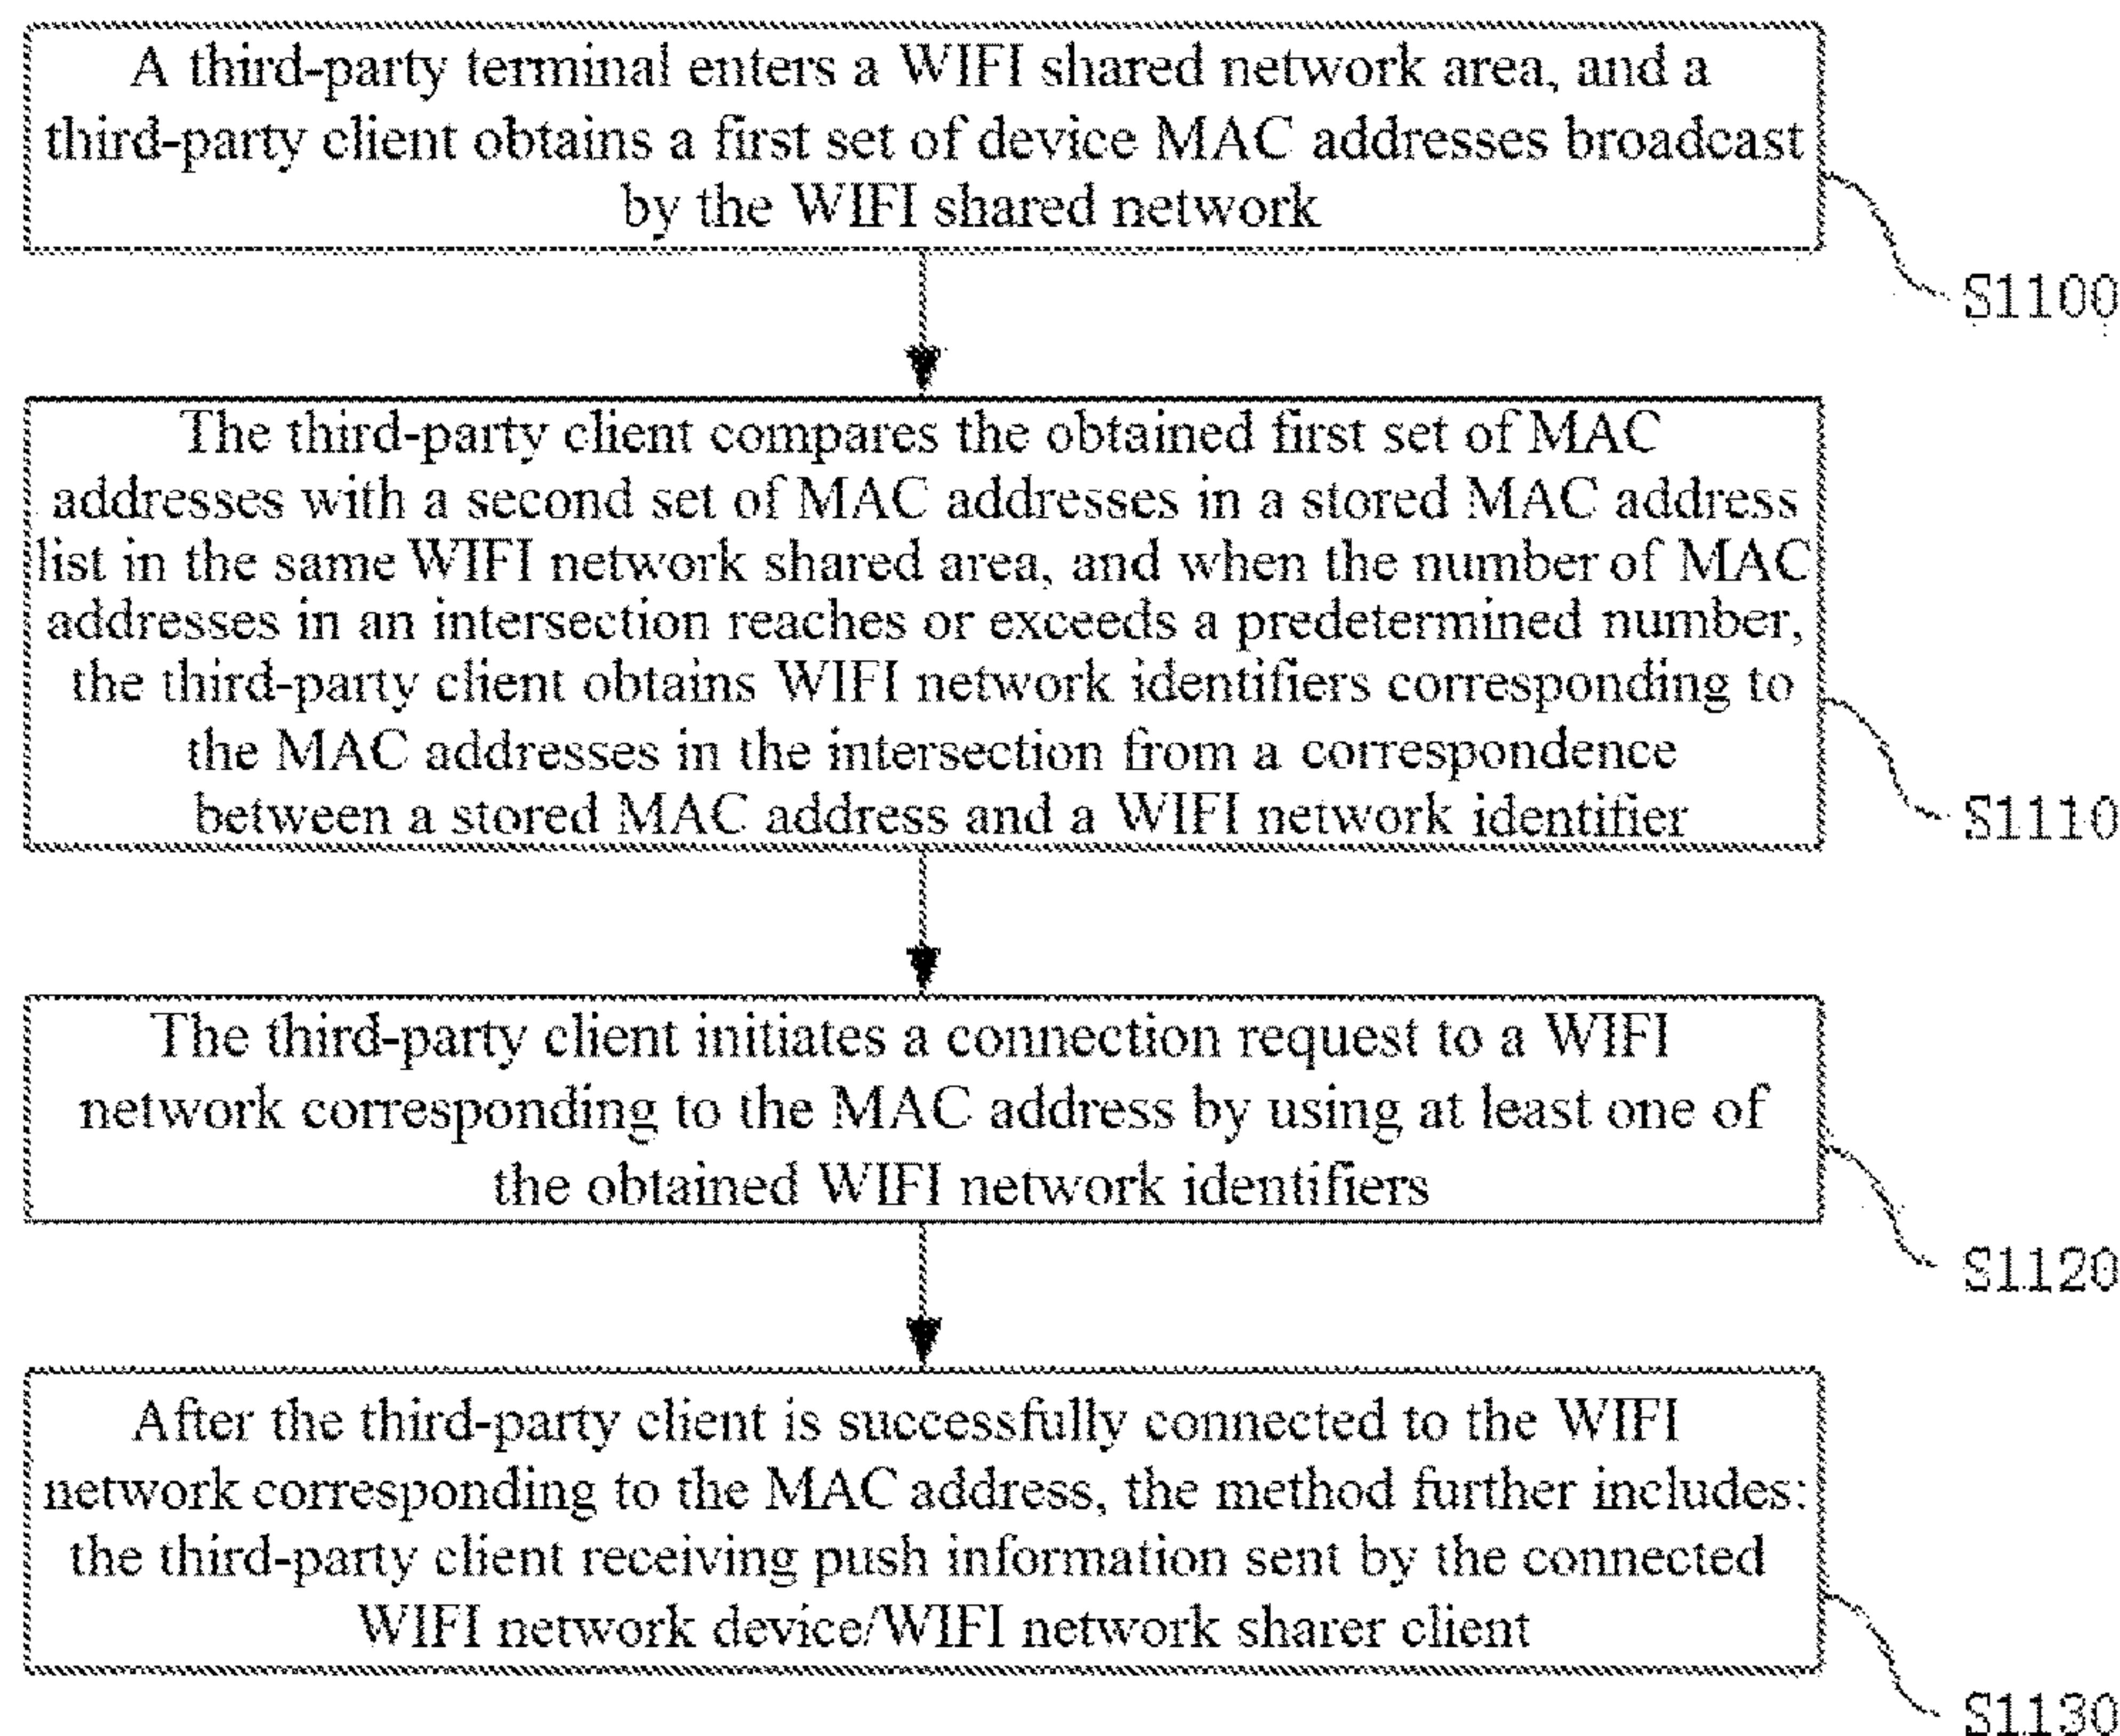 A third-party terminal enters a WIFI shared network area, and a
third-party client obtains a first set of device MAC addresses broadcast
by the WIFI shared network
S1100
The third-party client compares the obtained first set of MAC
addresses with a second set of MAC addresses in a stored MAC address
list in the same WIFI network shared area, and when the number of MAC
addresses in an intersection reaches or exceeds a predetermined number,
the third-party client obtains WIFI network identifiers corresponding to
the MAC addresses in the intersection from a correspondence
between a stored MAC address and a WIFI network identifier
S1110
The third-party client initiates a connection request to a WIFI
network corresponding to the MAC address by using at least one of
the obtained WIFI network identifiers
S1120
After the third-party client is successfully connected to the WIFI
network corresponding to the MAC address, the method further includes:
the third-party client receiving push information sent by the connected
WIFI network device/WIFI network sharer client
S1130